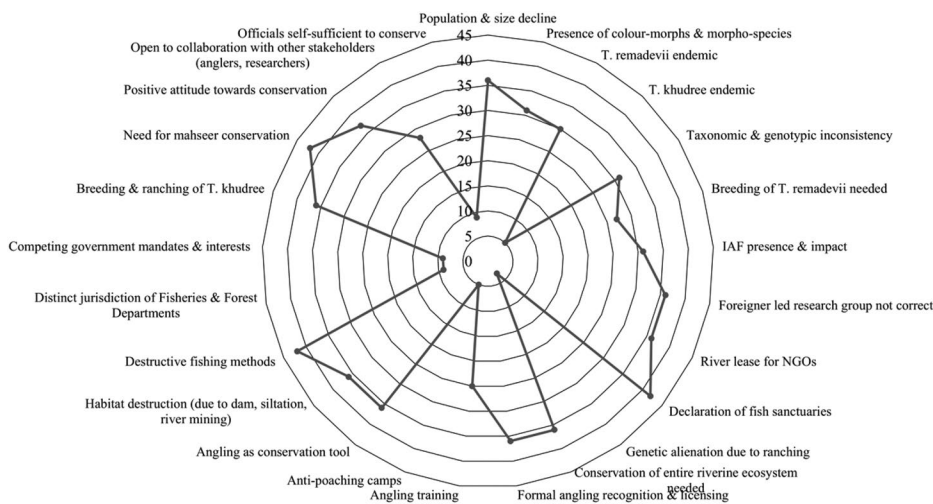 Population & size decline
Presence of colour-morphs & morpho-species
T. remadevii endemic
T. khudree endemic
Taxonomic & genotypic inconsistency
Breeding of T. remadevii needed
IAF presence & impact
Foreigner led research group not correct
River lease for NGOs
Declaration of fish sanctuaries
Genetic alienation due to ranching
Conservation of entire riverine ecosystem
needed
Formal angling recognition & licensing
Angling training
Anti-poaching camps
Angling as conservation tool
Habitat destruction (due to dam, siltation,
river mining)
Destructive fishing methods
Distinct jurisdiction of Fisheries & Forest
Departments
Competing government mandates & interests
Breeding & ranching of T. khudree
Need for mahseer conservation
Positive attitude towards conservation
Open to collaboration with other stakeholders
(anglers, researchers)
Officials self-sufficient to conserve
45
40
35
30
25
20
15
10
5
0